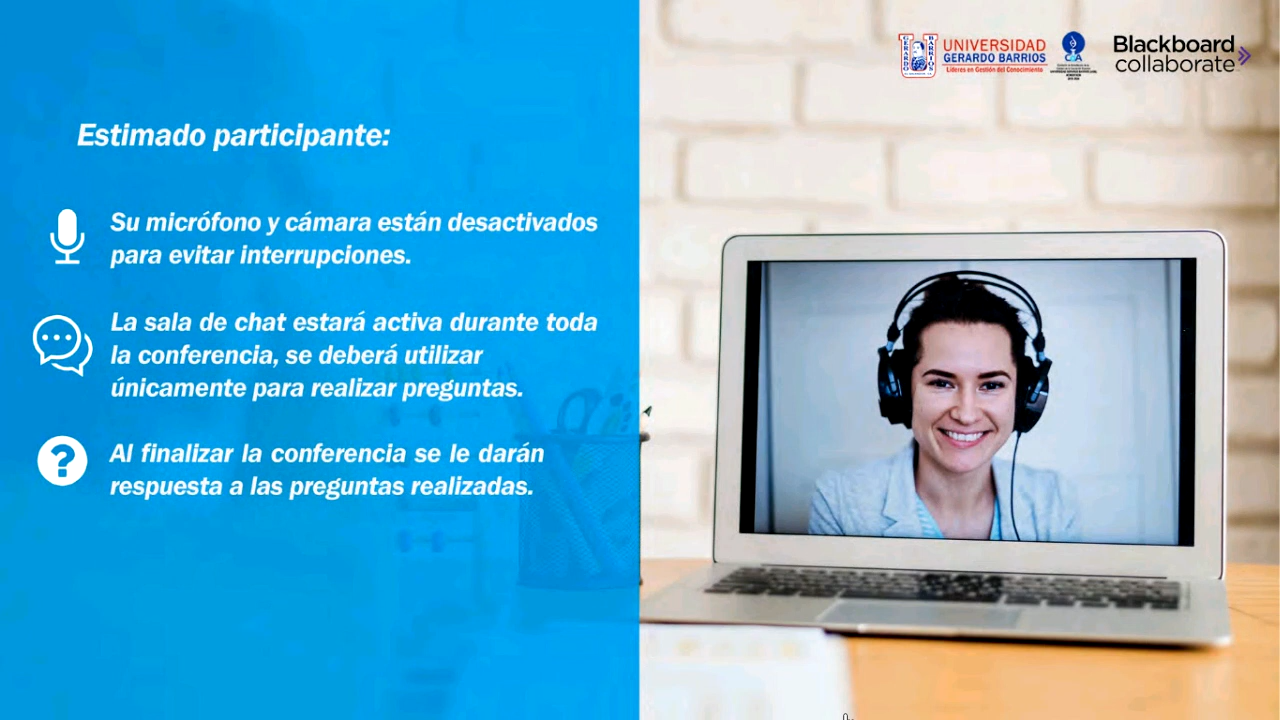 Estimado participante:
Su micrófono y cámara están desactivados
para evitar interrupciones.
La sala de chat estará activa durante toda
la conferencia, se deberá utilizar
únicamente para realizar preguntas.
Al finalizar la conferencia se le darán
respuesta a las preguntas realizadas.
GERARDO
BARRIOS
UNIVERSIDAD
GERARDO BARRIOS
Líderes en Gestión del Conocimiento
Blackboard
collaborate